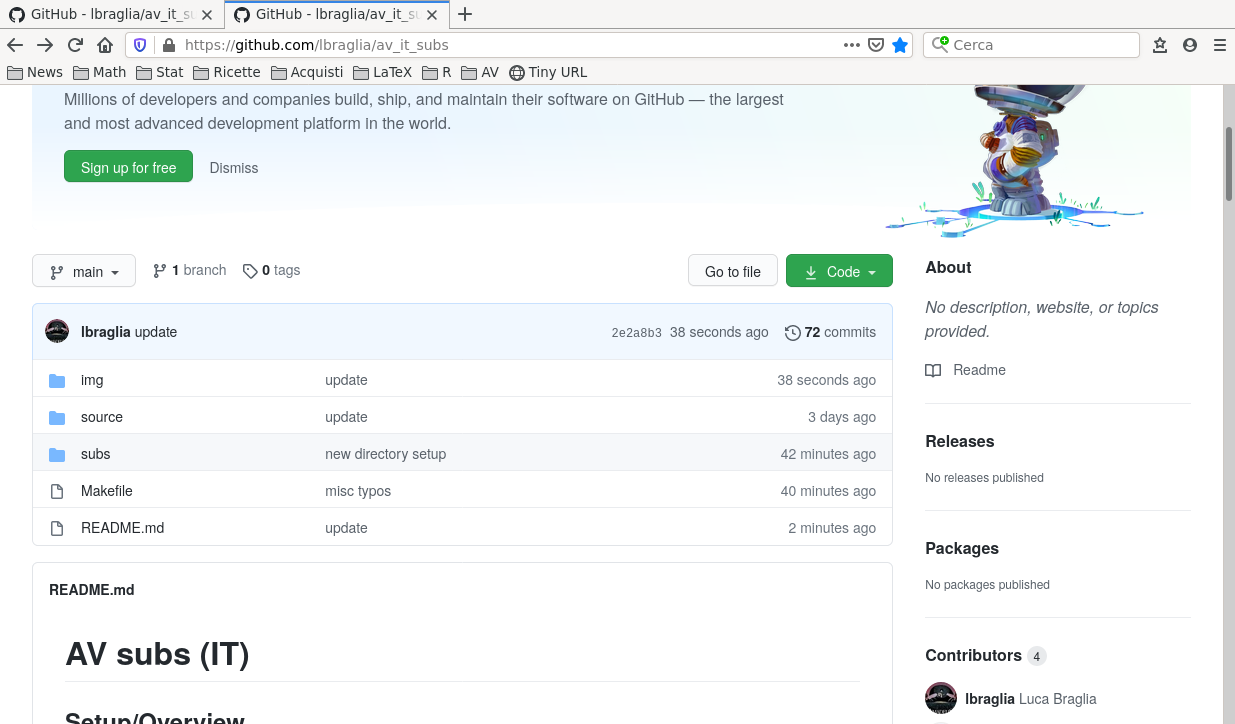 GitHub - lbraglia/av_it_su
GitHub - lbraglia/av_it_su
https://github.com/lbraglia/av_it_subs
Cerca
News Math Stat Ricette Acquisti LaTeX R AV Tiny URL
Millions of developers and companies build, ship, and maintain their software on GitHub — the largest
and most advanced development platform in the world.
Sign up for free Dismiss
main 1 branch 0 tags Go to file Code
lbraglia update 2e2a8b3 38 seconds ago 72 commits
img update 38 seconds ago
source update 3 days ago
subs new directory setup 42 minutes ago
Makefile misc typos 40 minutes ago
README.md update 2 minutes ago
README.md
AV subs (IT)
Setup/Overview
About
No description, website, or topics
provided.
Readme
Releases
No releases published
Packages
No packages published
Contributors 4
lbraglia Luca Braglia